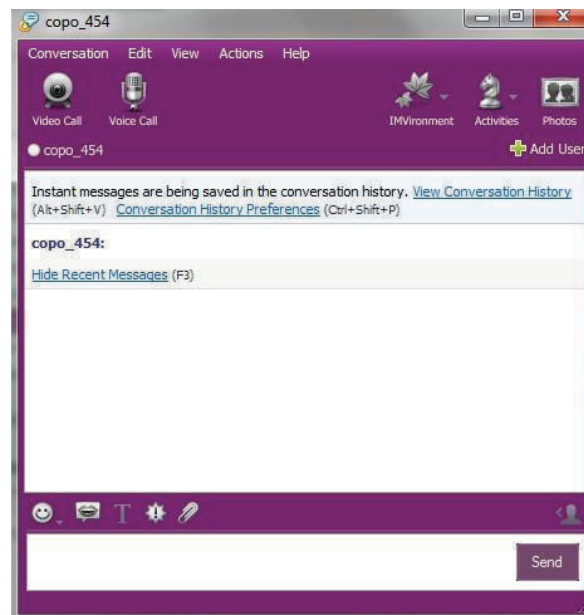 copo_454
Conversation Edit View Actions Help
Video Call Voice Call IMVironment Activities Photos
copo_454 Add User
Instant messages are being saved in the conversation history. View Conversation History
(Alt+Shift+V) Conversation History Preferences (Ctrl+Shift+P)
copo_454:
Hide Recent Messages (F3)
T
Send